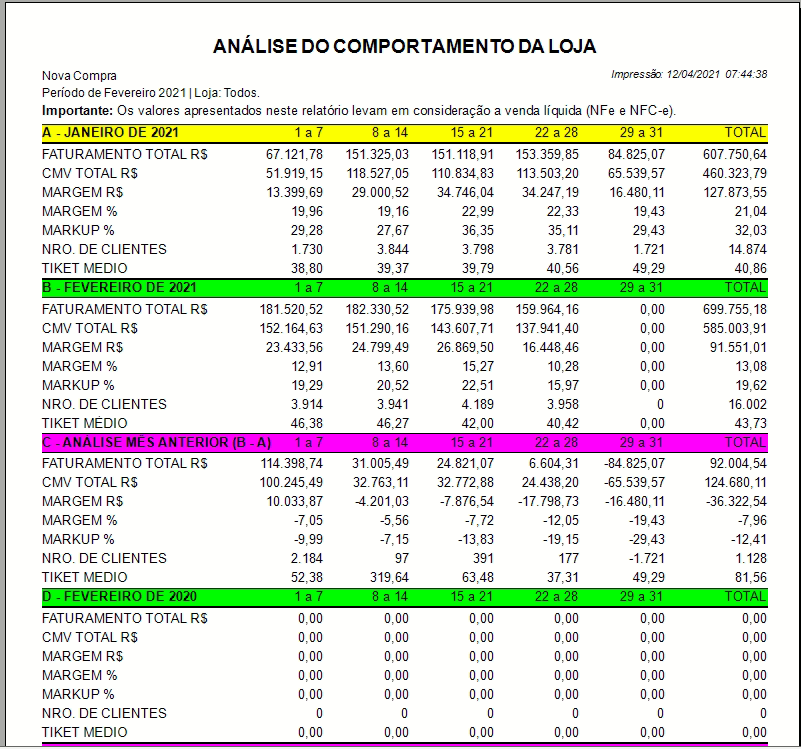 ANÁLISE DO COMPORTAMENTO DA LOJA
Nova Compra Impressão: 12/04/2021 07:44:38
Período de Fevereiro 2021 | Loja: Todos.
Importante: Os valores apresentados neste relatório levam em consideração a venda líquida (NFe e NFC-e).
A - JANEIRO DE 2021 1 a 7 8 a 14 15 a 21 22 a 28 29 a 31 TOTAL
FATURAMENTO TOTAL R$ 67.121,78 151.325,03 151.118,91 153.359,85 84.825,07 607.750,64
CMV TOTAL R$ 51.919,15 118.527,05 110.834,83 113.503,20 65.539,57 460.323,79
MARGEM R$ 13.399,69 29.000,52 34.746,04 34.247,19 16.480,11 127.873,55
MARGEM % 19,96 19,16 22,99 22,33 19,43 21,04
MARKUP % 29,28 27,67 36,35 35,11 29,43 32,03
NRO. DE CLIENTES 1.730 3.844 3.798 3.781 1.721 14.874
TIKET MEDIO 38,80 39,37 39,79 40,56 49,29 40,86
B - FEVEREIRO DE 2021 1 a 7 8 a 14 15 a 21 22 a 28 29 a 31 TOTAL
FATURAMENTO TOTAL R$ 181.520,52 182.330,52 175.939,98 159.964,16 0,00 699.755,18
CMV TOTAL R$ 152.164,63 151.290,16 143.607,71 137.941,40 0,00 585.003,91
MARGEM R$ 23.433,56 24.799,49 26.869,50 16.448,46 0,00 91.551,01
MARGEM % 12,91 13,60 15,27 10,28 0,00 13,08
MARKUP % 19,29 20,52 22,51 15,97 0,00 19,62
NRO. DE CLIENTES 3.914 3.941 4.189 3.958 0 16.002
TIKET MÉDIO 46,38 46,27 42,00 40,42 0,00 43,73
C - ANÁLISE MÊS ANTERIOR (B - A) 1 a 7 8 a 14 15 a 21 22 a 28 29 a 31 TOTAL
FATURAMENTO TOTAL R$ 114.398,74 31.005,49 24.821,07 6.604,31 -84.825,07 92.004,54
CMV TOTAL R$ 100.245,49 32.763,11 32.772,88 24.438,20 -65.539,57 124.680,11
MARGEM R$ 10.033,87 -4.201,03 -7.876,54 -17.798,73 -16.480,11 -36.322,54
MARGEM % -7,05 -5,56 -7,72 -12,05 -19,43 -7,96
MARKUP % -9,99 -7,15 -13,83 -19,15 -29,43 -12,41
NRO. DE CLIENTES 2.184 97 391 177 -1.721 1.128
TIKET MEDIO 52,38 319,64 63,48 37,31 49,29 81,56
D - FEVEREIRO DE 2020 1 a 7 8 a 14 15 a 21 22 a 28 29 a 31 TOTAL
FATURAMENTO TOTAL R$ 0,00 0,00 0,00 0,00 0,00 0,00
CMV TOTAL R$ 0,00 0,00 0,00 0,00 0,00 0,00
MARGEM R$ 0,00 0,00 0,00 0,00 0,00 0,00
MARGEM % 0,00 0,00 0,00 0,00 0,00 0,00
MARKUP % 0,00 0,00 0,00 0,00 0,00 0,00
NRO. DE CLIENTES 0 0 0 0 0 0
TIKET MEDIO 0,00 0,00 0,00 0,00 0,00 0,00